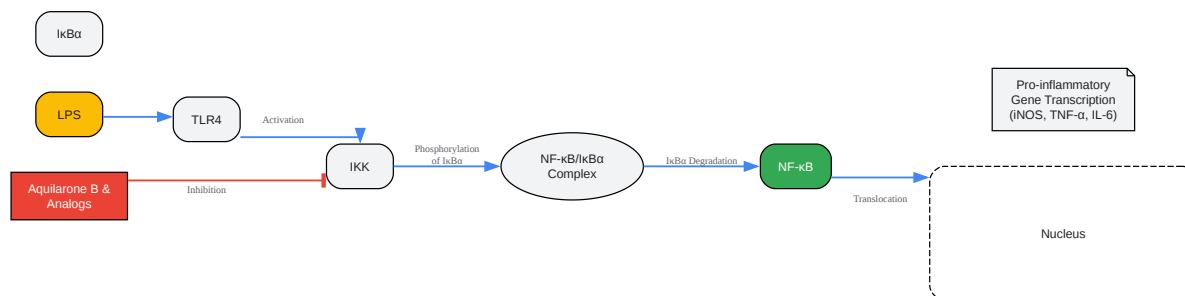 IκBα
LPS
TLR4
Activation
IKK
Aquilarone B &
Analogs
Inhibition
Phosphorylation
of IκBα
NF-κB/IκBα
Complex
IκBα Degradation
NF-κB
Translocation
Pro-inflammatory
Gene Transcription
(iNOS, TNF-α, IL-6)
Nucleus